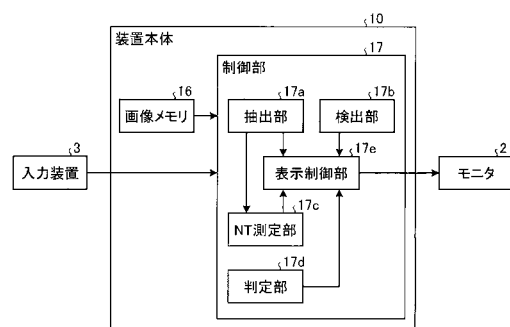 10
装置本体
17
制御部
16
画像メモリ
17a
抽出部
17b
検出部
3
入力装置
17e
表示制御部
2
モニタ
17c
NT測定部
17d
判定部